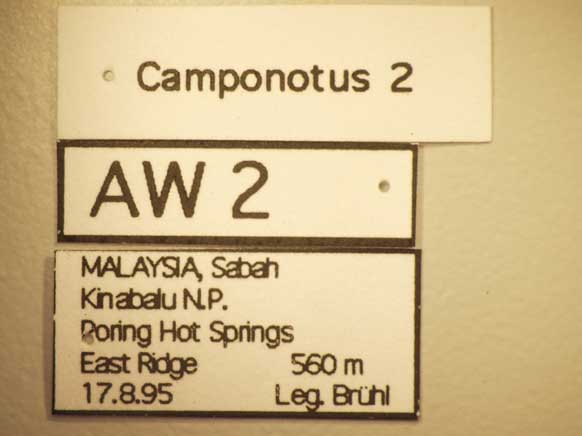 Camponotus 2
AW 2
MALAYSIA, Sabah
Kinabalu N.P.
Poring Hot Springs
East Ridge 560 m
17.8.95 Leg. Brühl